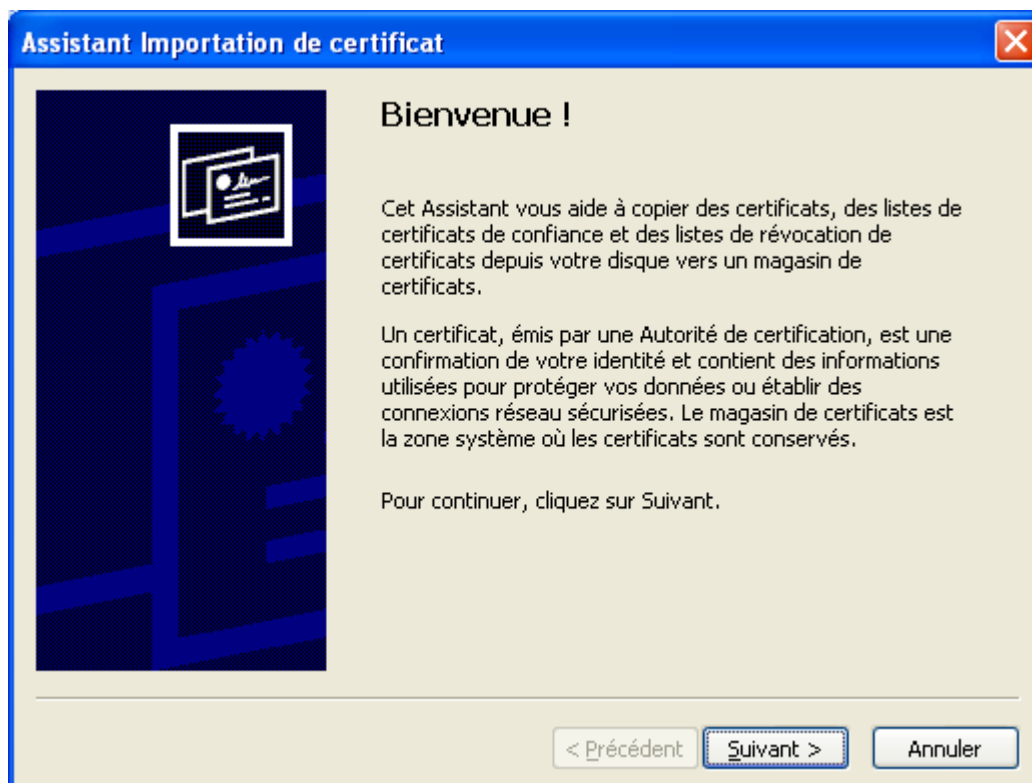 Assistant Importation de certificat
Bienvenue !
Cet Assistant vous aide à copier des certificats, des listes de
certificats de confiance et des listes de révocation de
certificats depuis votre disque vers un magasin de
certificats.
Un certificat, émis par une Autorité de certification, est une
confirmation de votre identité et contient des informations
utilisées pour protéger vos données ou établir des
connexions réseau sécurisées. Le magasin de certificats est
la zone système où les certificats sont conservés.
Pour continuer, cliquez sur Suivant.
< Précédent Suivant > Annuler